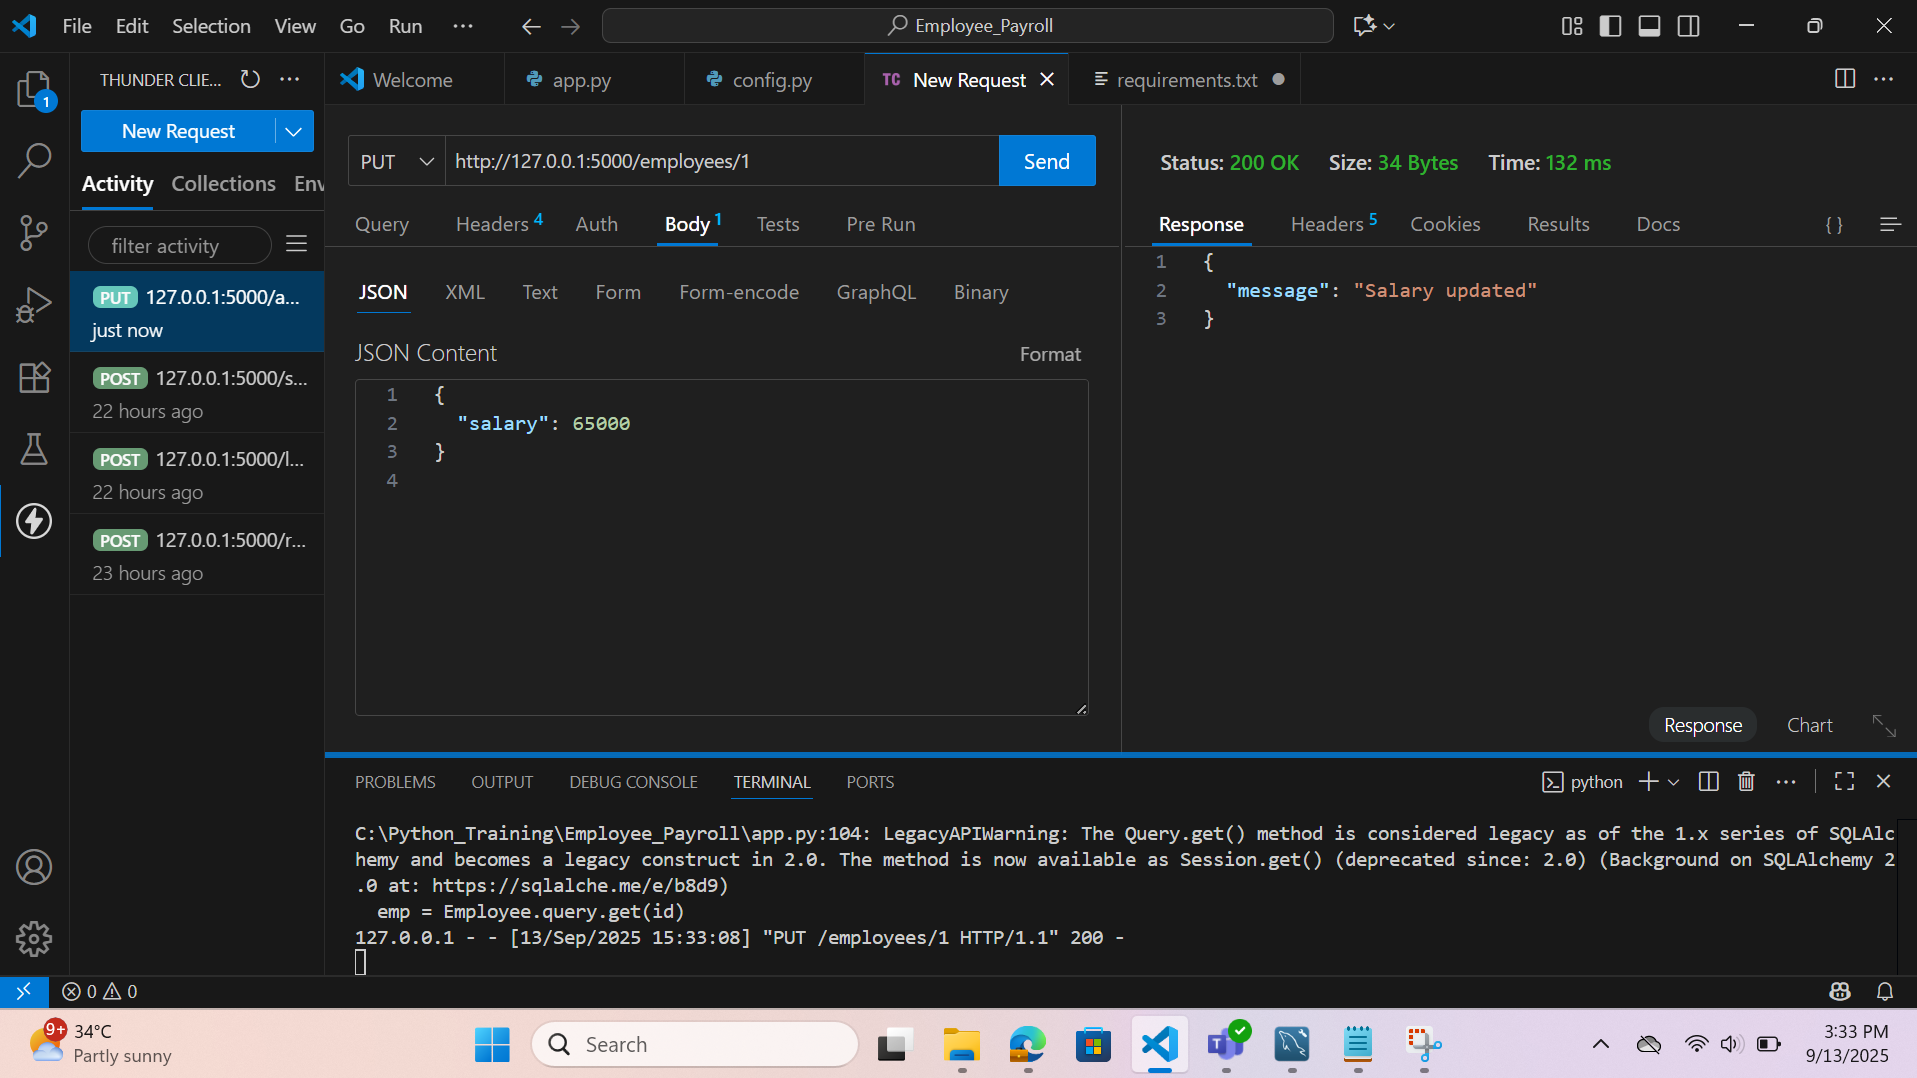 File Edit Selection View Go Run ··· Employee_Payroll
THUNDER CLIE... ···
Welcome app.py config.py TC New Request requirements.txt ···
1
New Request
Activity Collections Env
filter activity
PUT 127.0.0.1:5000/a...
just now
POST 127.0.0.1:5000/s...
22 hours ago
POST 127.0.0.1:5000/l...
22 hours ago
POST 127.0.0.1:5000/r...
23 hours ago
PUT http://127.0.0.1:5000/employees/1 Send
Query Headers 4 Auth Body 1 Tests Pre Run
JSON XML Text Form Form-encode GraphQL Binary
JSON Content Format
1 {
2 "salary": 65000
3 }
4
Status: 200 OK Size: 34 Bytes Time: 132 ms
Response Headers 5 Cookies Results Docs { }
1 {
2 "message": "Salary updated"
3 }
Response Chart
PROBLEMS OUTPUT DEBUG CONSOLE TERMINAL PORTS python ···
C:\Python_Training\Employee_Payroll\app.py:104: LegacyAPIWarning: The Query.get() method is considered legacy as of the 1.x series of SQLAlc
hemy and becomes a legacy construct in 2.0. The method is now available as Session.get() (deprecated since: 2.0) (Background on SQLAlchemy 2
.0 at: https://sqlalche.me/e/b8d9)
emp = Employee.query.get(id)
127.0.0.1 - - [13/Sep/2025 15:33:08] "PUT /employees/1 HTTP/1.1" 200 -
0 0
9+ 34°C
Partly sunny
Search
3:33 PM
9/13/2025